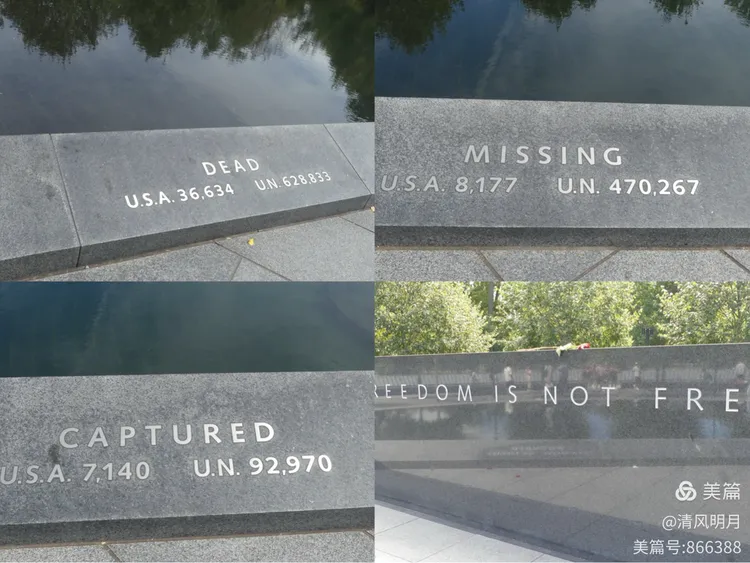 DEAD
U.S.A. 36,634 U.N. 628,833
MISSING
U.S.A. 8,177 U.N. 470,267
CAPTURED
U.S.A. 7,140 U.N. 92,970
REEDOM IS NOT FRE
美篇
@清风明月
美篇号:866388